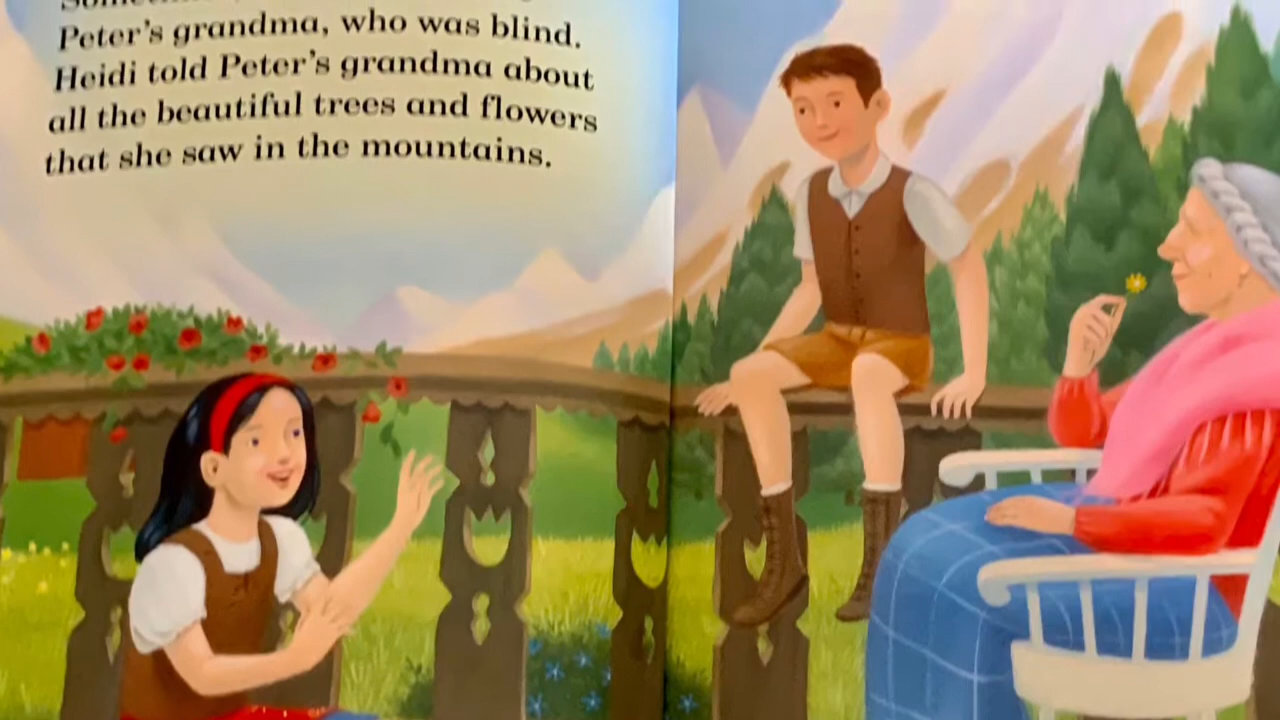 Peter's grandma, who was blind.
Heidi told Peter's grandma about
all the beautiful trees and flowers
that she saw in the mountains.